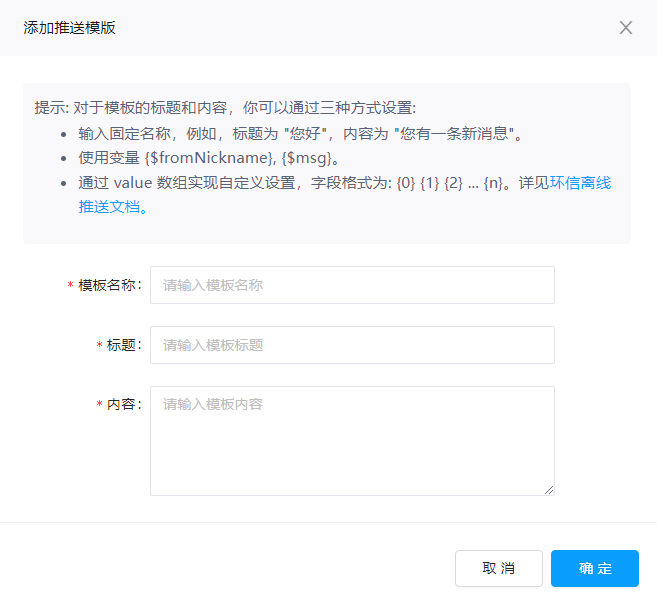 添加推送模版
提示: 对于模板的标题和内容，你可以通过三种方式设置:
• 输入固定名称，例如，标题为 "您好"，内容为 "您有一条新消息"。
• 使用变量 {$fromNickname}, {$msg}。
• 通过 value 数组实现自定义设置，字段格式为: {0} {1} {2} ... {n}。详见环信离线
推送文档。
* 模板名称: 请输入模板名称
* 标题: 请输入模板标题
* 内容: 请输入模板内容
取 消 确 定